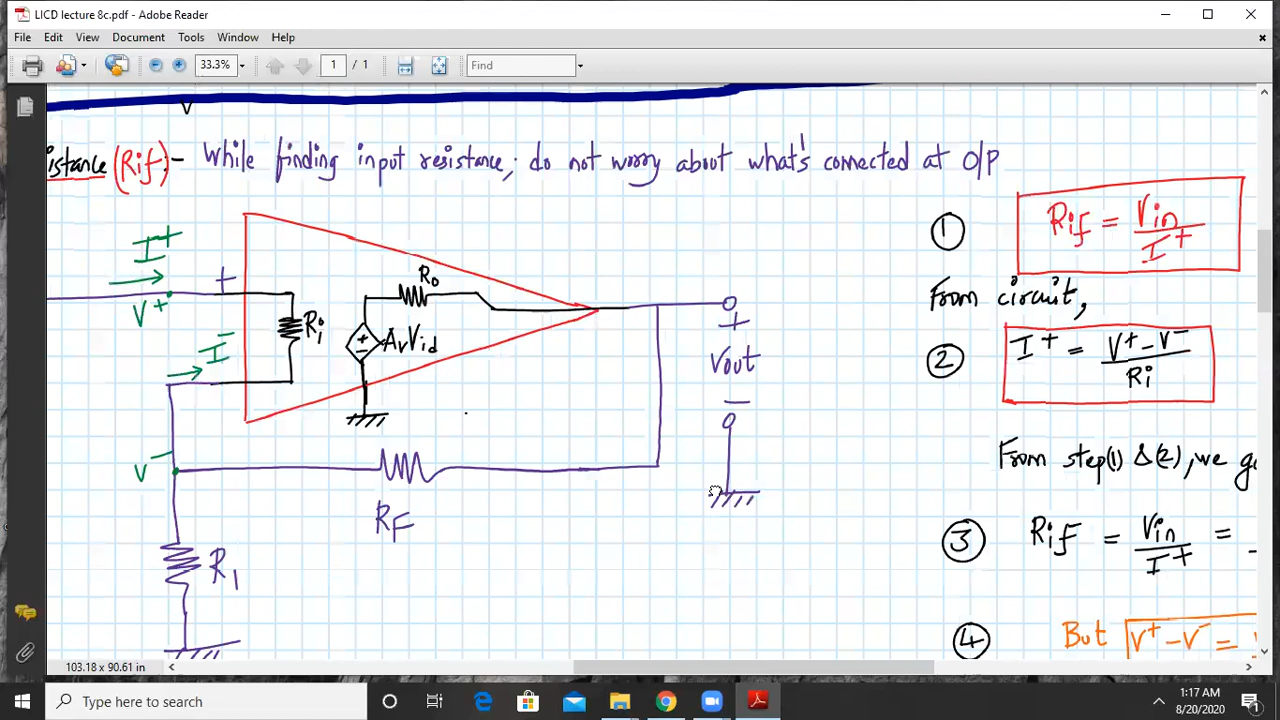 LICD lecture 8c.pdf - Adobe Reader
File Edit View Document Tools Window Help
33.3% 1 / 1 Find
V
istance (Rif):- While finding input resistance; do not worry about what's connected at O/P
① Rif = Vin / I+
From circuit,
② I+ = V+ - V- / Ri
From step(1) &(2), we ge
③ Rif = Vin / I+ =
④ But V+ - V- =
I+
V+
+
Ri
I-
Ro
+
-
AvVid
+
Vout
-
V-
RF
R1
103.18 x 90.61 in
Type here to search
1:17 AM
8/20/2020
1